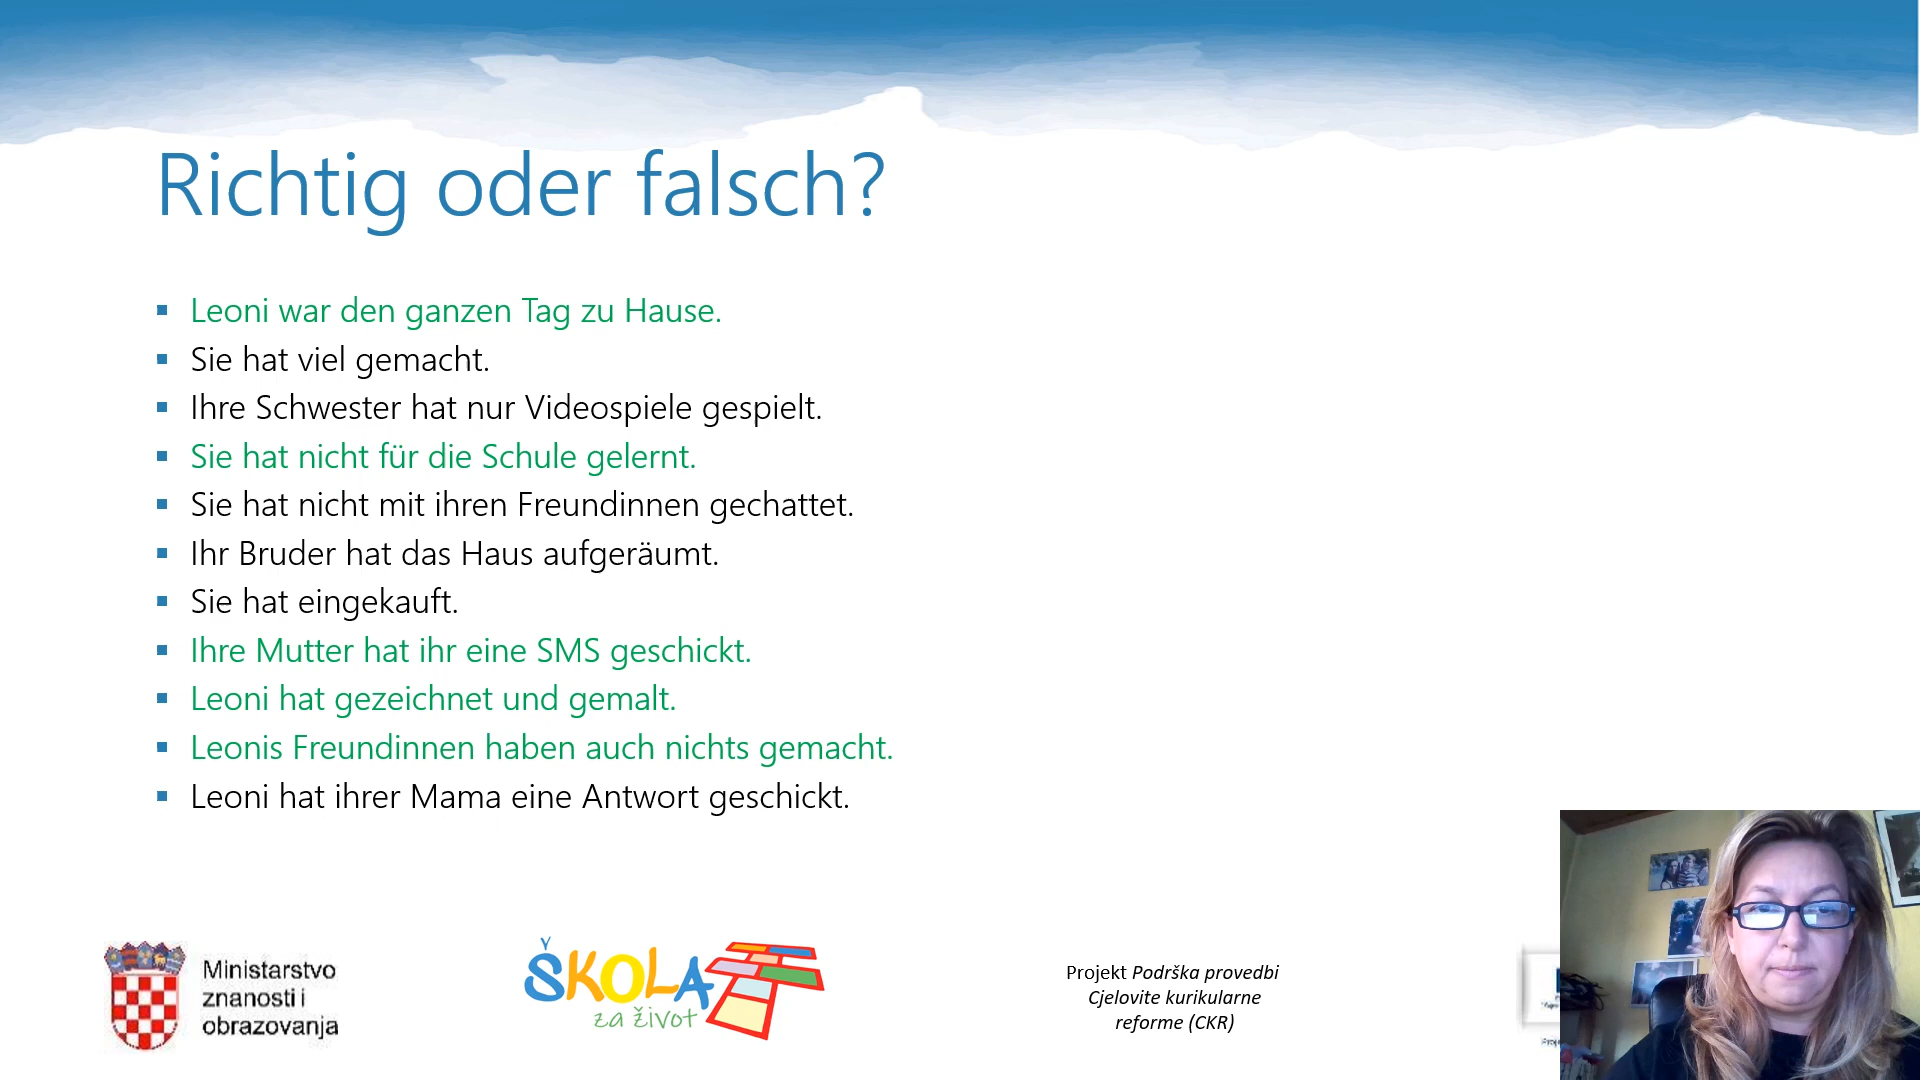 Richtig oder falsch?
Leoni war den ganzen Tag zu Hause.
Sie hat viel gemacht.
Ihre Schwester hat nur Videospiele gespielt.
Sie hat nicht für die Schule gelernt.
Sie hat nicht mit ihren Freundinnen gechattet.
Ihr Bruder hat das Haus aufgeräumt.
Sie hat eingekauft.
Ihre Mutter hat ihr eine SMS geschickt.
Leoni hat gezeichnet und gemalt.
Leonis Freundinnen haben auch nichts gemacht.
Leoni hat ihrer Mama eine Antwort geschickt.
Ministarstvo
znanosti i
obrazovanja
ŠKOLA
za život
Projekt Podrška provedbi
Cjelovite kurikularne
reforme (CKR)